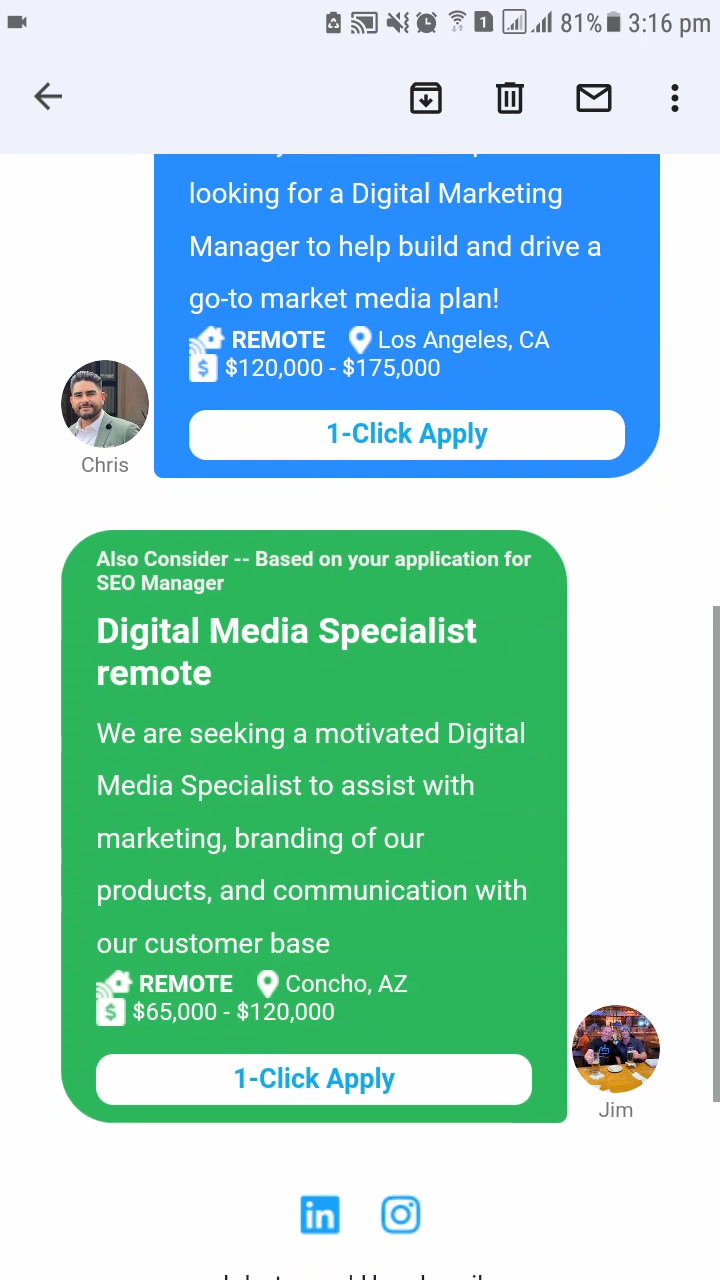 1 81% 3:16 pm
looking for a Digital Marketing
Manager to help build and drive a
go-to market media plan!
REMOTE Los Angeles, CA
$ $120,000 - $175,000
1-Click Apply
Chris
Also Consider -- Based on your application for
SEO Manager
Digital Media Specialist
remote
We are seeking a motivated Digital
Media Specialist to assist with
marketing, branding of our
products, and communication with
our customer base
REMOTE Concho, AZ
$ $65,000 - $120,000
1-Click Apply
Jim
in